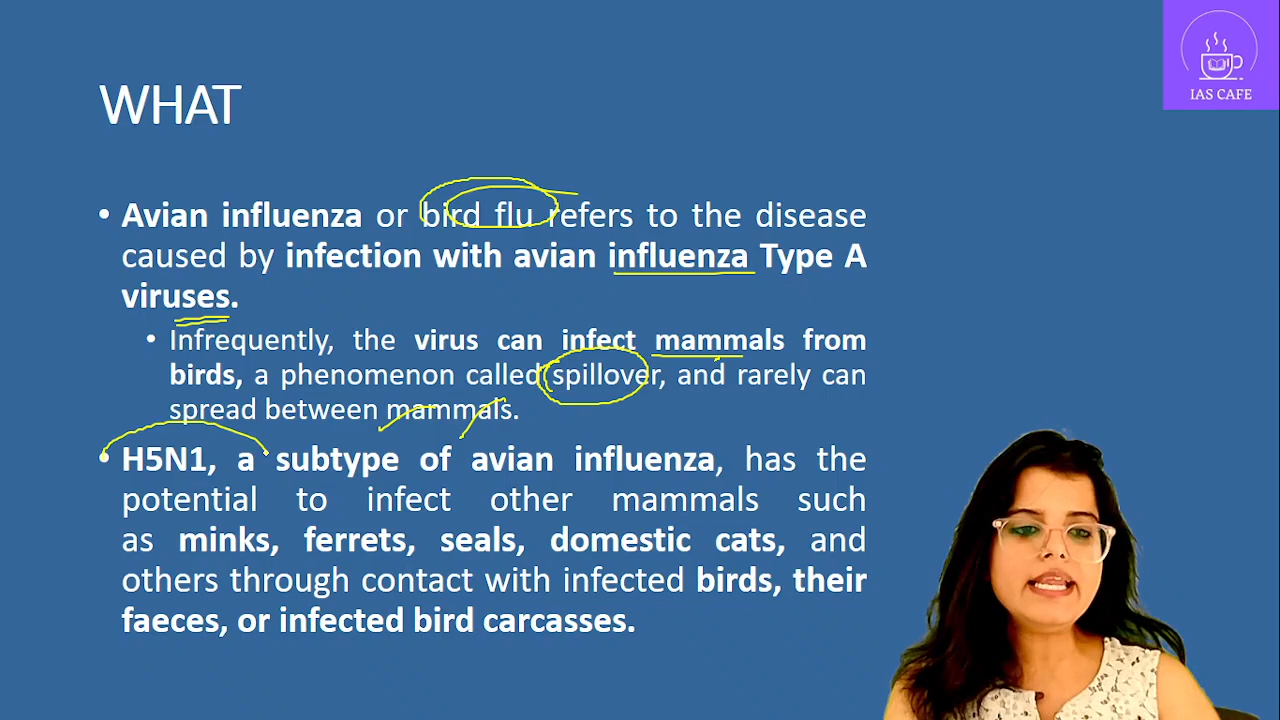 IAS CAFE
WHAT
• Avian influenza or bird flu refers to the disease
caused by infection with avian influenza Type A
viruses.
• Infrequently, the virus can infect mammals from
birds, a phenomenon called spillover, and rarely can
spread between mammals.
• H5N1, a subtype of avian influenza, has the
potential to infect other mammals such
as minks, ferrets, seals, domestic cats, and
others through contact with infected birds, their
faeces, or infected bird carcasses.